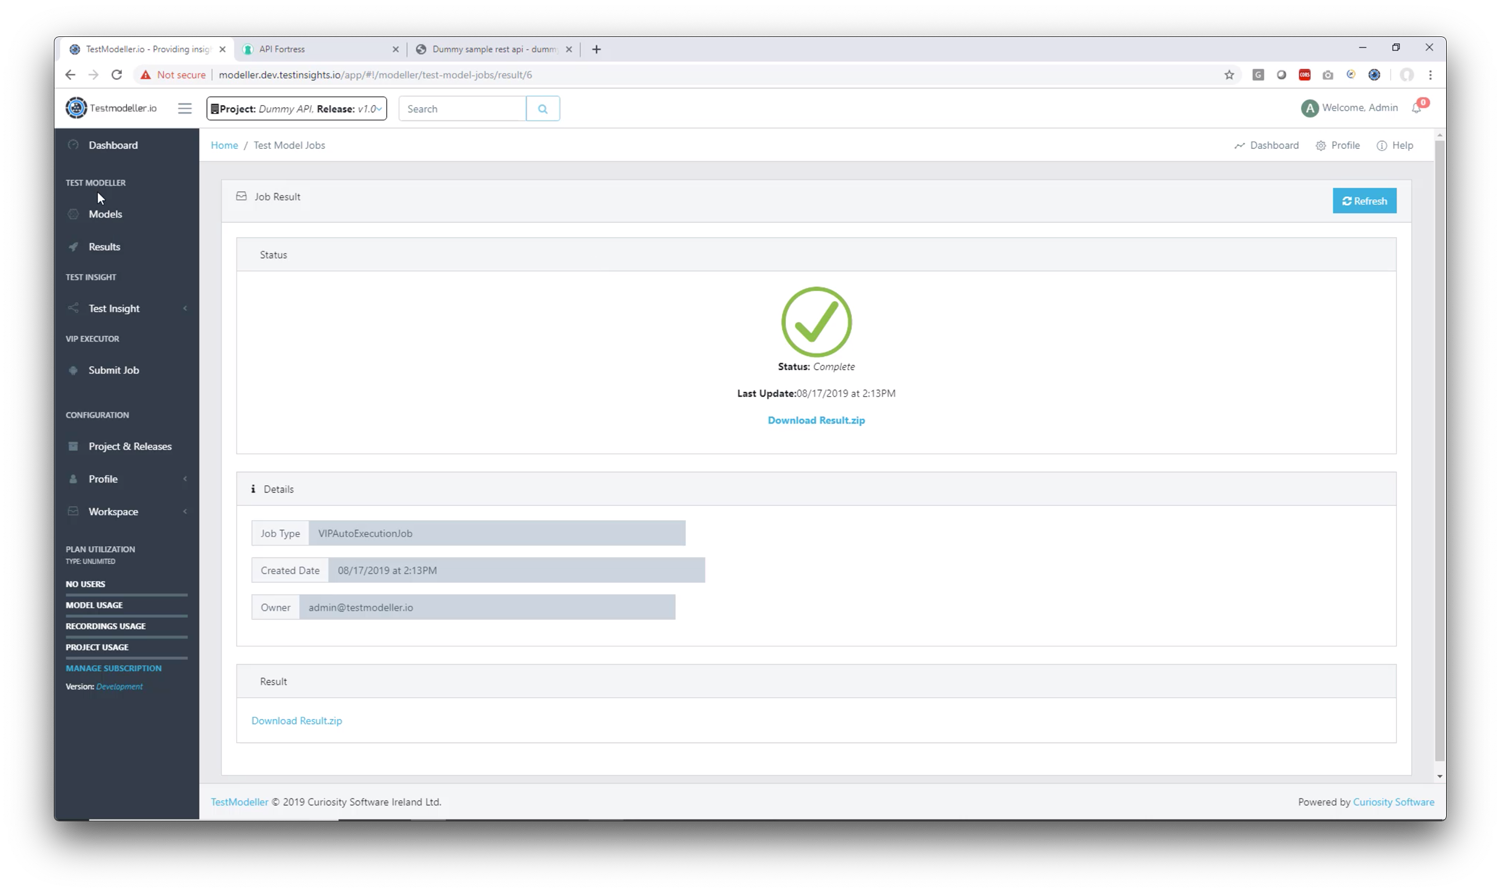 TestModeller.io - Providing insig
API Fortress
Dummy sample rest api - dumm
Not secure
modeller.dev.testinsights.io/app/#!/modeller/test-model-jobs/result/6
Testmodeller.io
Project: Dummy API, Release: v1.0
Search
A Welcome, Admin
0
Dashboard
Home / Test Model Jobs
Dashboard
Profile
Help
TEST MODELLER
Models
Results
TEST INSIGHT
Test Insight
VIP EXECUTOR
Submit Job
CONFIGURATION
Project & Releases
Profile
Workspace
PLAN UTILIZATION
TYPE: UNLIMITED
NO USERS
MODEL USAGE
RECORDINGS USAGE
PROJECT USAGE
MANAGE SUBSCRIPTION
Version: Development
Job Result
Refresh
Status
Status: Complete
Last Update:08/17/2019 at 2:13PM
Download Result.zip
Details
Job Type VIPAutoExecutionJob
Created Date 08/17/2019 at 2:13PM
Owner admin@testmodeller.io
Result
Download Result.zip
TestModeller © 2019 Curiosity Software Ireland Ltd.
Powered by Curiosity Software